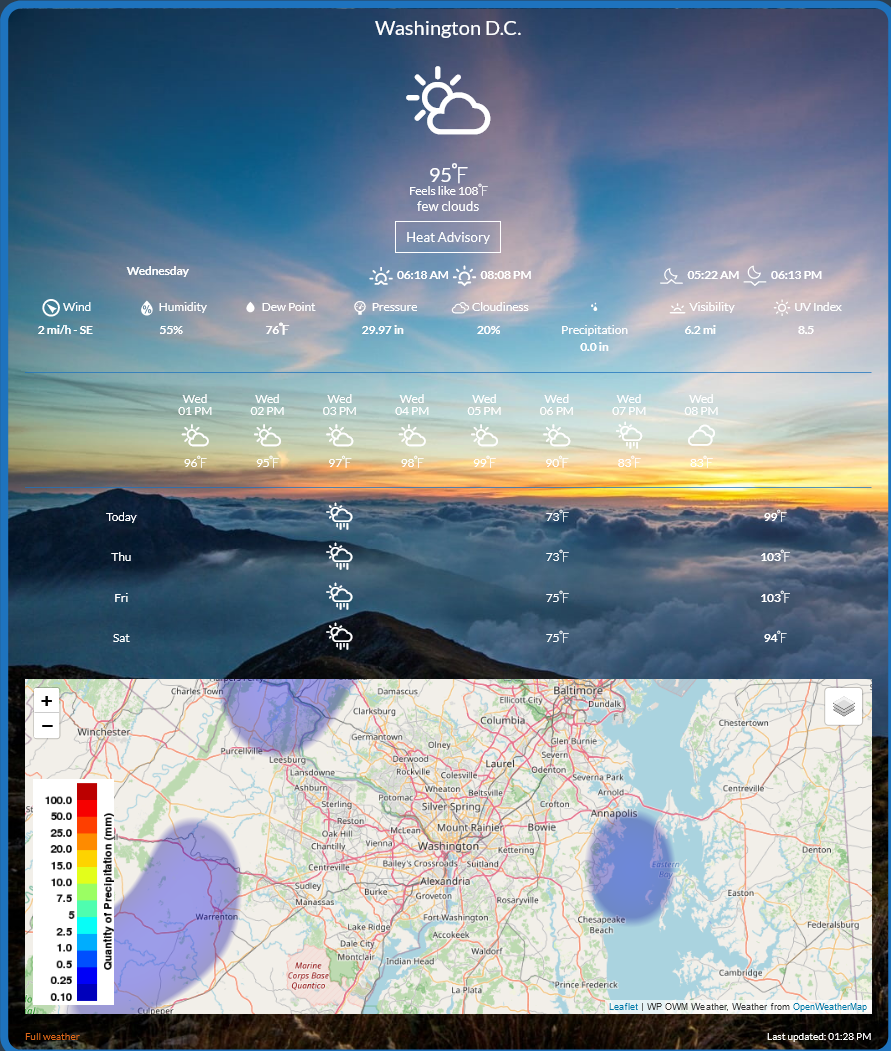 Washington D.C.
95°F
Feels like 108°F
few clouds
Heat Advisory
Wednesday 06:18 AM 08:08 PM 05:22 AM 06:13 PM
Wind Humidity Dew Point Pressure Cloudiness Visibility UV Index
2 mi/h - SE 55% 76°F 29.97 in 20% Precipitation 6.2 mi 8.5
0.0 in
Wed Wed Wed Wed Wed Wed Wed Wed
01 PM 02 PM 03 PM 04 PM 05 PM 06 PM 07 PM 08 PM
96°F 95°F 97°F 98°F 99°F 90°F 83°F 83°F
Today 73°F 99°F
Thu 73°F 103°F
Fri 75°F 103°F
Sat 75°F 94°F
+
−
Charles Town
Damascus
Ellicott City
Baltimore
Dundalk
Clarksburg
Columbia
Chestertown
Winchester
Germantown
Olney
Glen Burnie
Purcellville
Leesburg
Derwood
Laurel
Severn
Lansdowne
Rockville
Colesville
Odenton
Severna Park
Ashburn
Wheaton
Beltsville
Arnold
Centreville
Sterling
Potomac
Silver Spring
Crofton
Annapolis
Reston
McLean
Mount Rainier
Bowie
Oak Hill
Chantilly
Vienna
Washington
Kettering
Denton
Centreville
Bailey's Crossroads
Suitland
Eastern
Bay
Sudley
Burke
Alexandria
Manassas
Groveton
Rosaryville
Easton
Warrenton
Fort Washington
Chesapeake
Beach
Lake Ridge
Accokeek
Federalsburg
Dale City
Montclair
Indian Head
Waldorf
Marine
Corps Base
Quantico
Cambridge
La Plata
Prince Frederick
Culpeper
100.0
50.0
25.0
20.0
15.0
10.0
7.5
5
2.5
1.0
0.5
0.25
0.10
Quantity of Precipitation (mm)
Leaflet | WP OWM Weather, Weather from OpenWeatherMap
Full weather Last updated: 01:28 PM